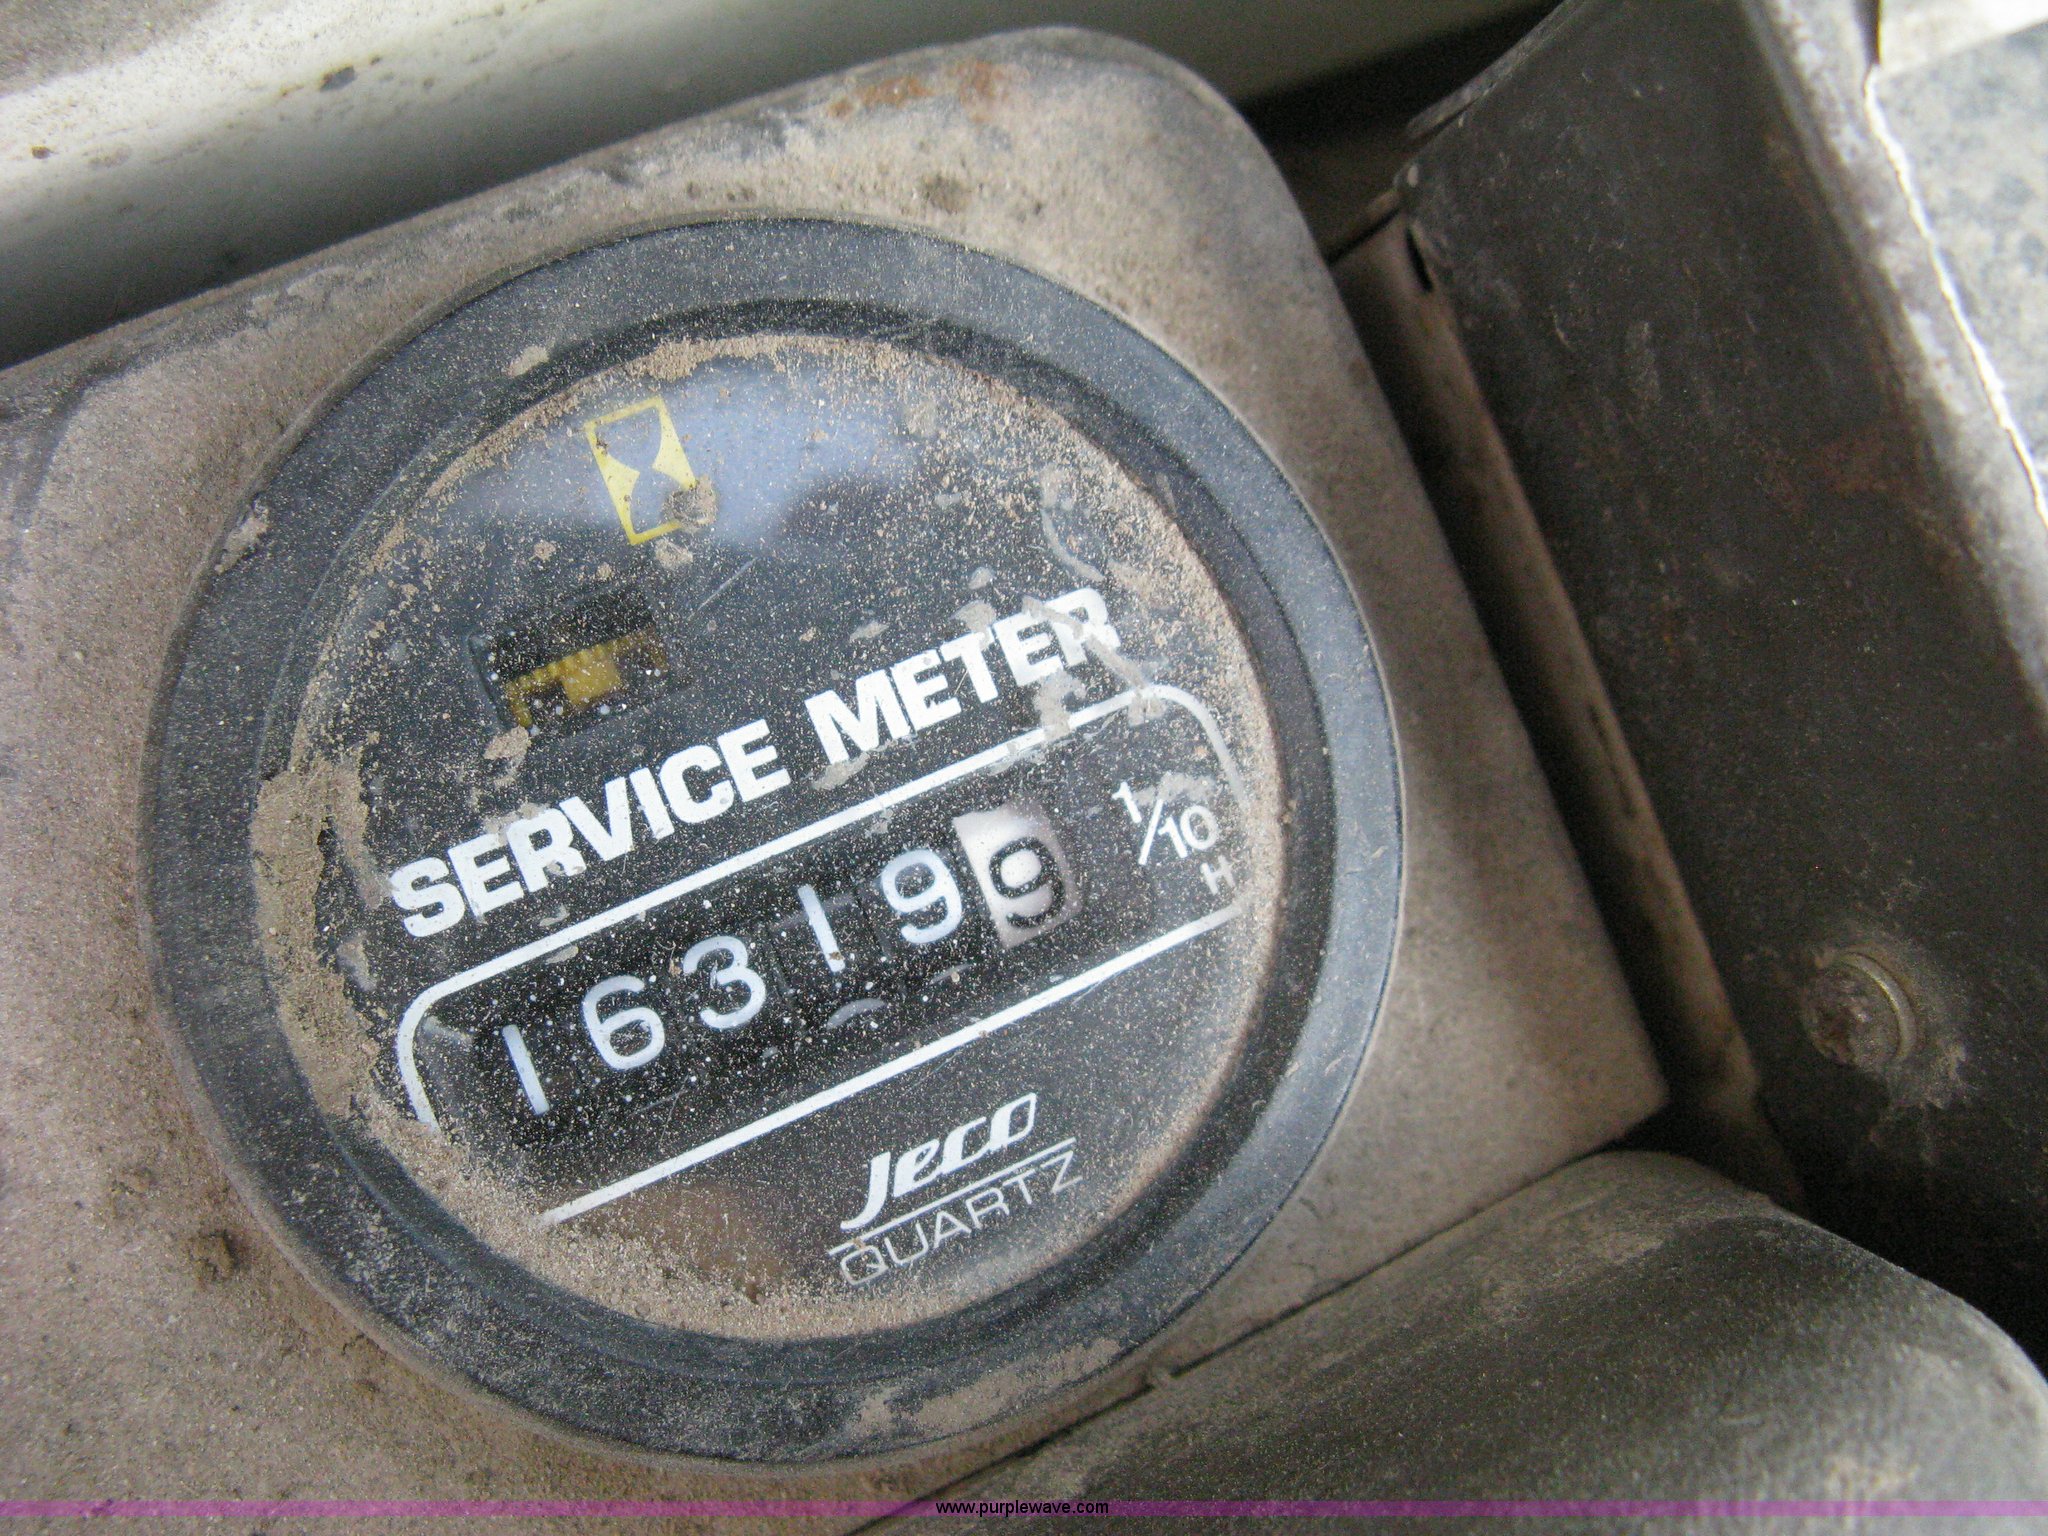 SERVICE METER
163199
1/10
H
Jeco
QUARTZ
www.purplewave.com